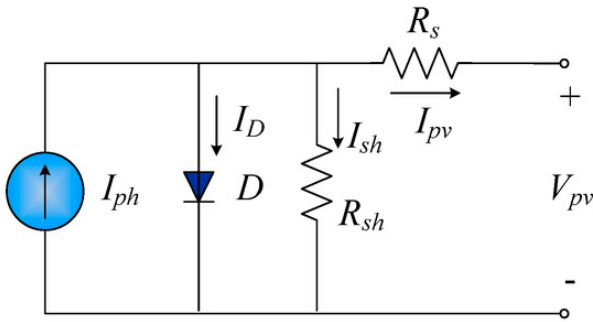 R_s
I_D
I_sh
I_pv
+
I_ph
D
R_sh
V_pv
-